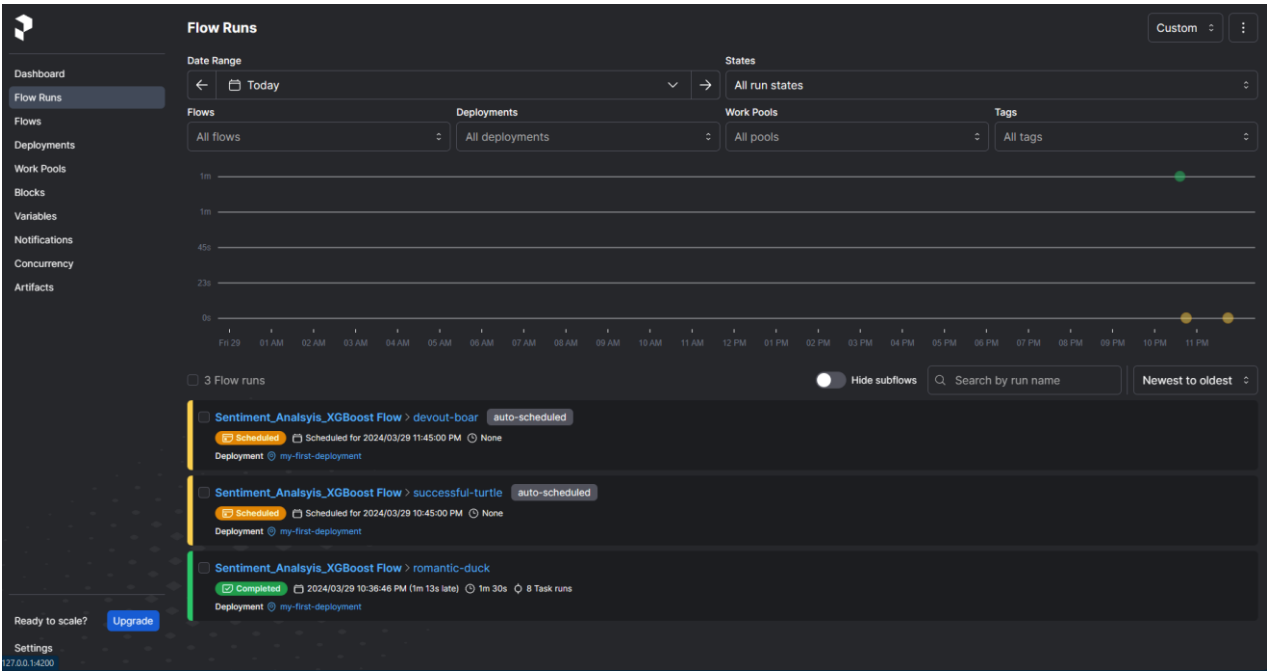 Flow Runs
Custom
Dashboard
Flow Runs
Flows
Deployments
Work Pools
Blocks
Variables
Notifications
Concurrency
Artifacts
Date Range
States
Today
All run states
Flows
Deployments
Work Pools
Tags
All flows
All deployments
All pools
All tags
1m
1m
45s
23s
0s
Fri 29 01 AM 02 AM 03 AM 04 AM 05 AM 06 AM 07 AM 08 AM 09 AM 10 AM 11 AM 12 PM 01 PM 02 PM 03 PM 04 PM 05 PM 06 PM 07 PM 08 PM 09 PM 10 PM 11 PM
3 Flow runs
Hide subflows
Search by run name
Newest to oldest
Sentiment_Analsyis_XGBoost Flow > devout-boar auto-scheduled
Scheduled Scheduled for 2024/03/29 11:45:00 PM None
Deployment my-first-deployment
Sentiment_Analsyis_XGBoost Flow > successful-turtle auto-scheduled
Scheduled Scheduled for 2024/03/29 10:45:00 PM None
Deployment my-first-deployment
Sentiment_Analsyis_XGBoost Flow > romantic-duck
Completed 2024/03/29 10:36:46 PM (1m 13s late) 1m 30s 8 Task runs
Deployment my-first-deployment
Ready to scale? Upgrade
Settings
127.0.0.1:4200